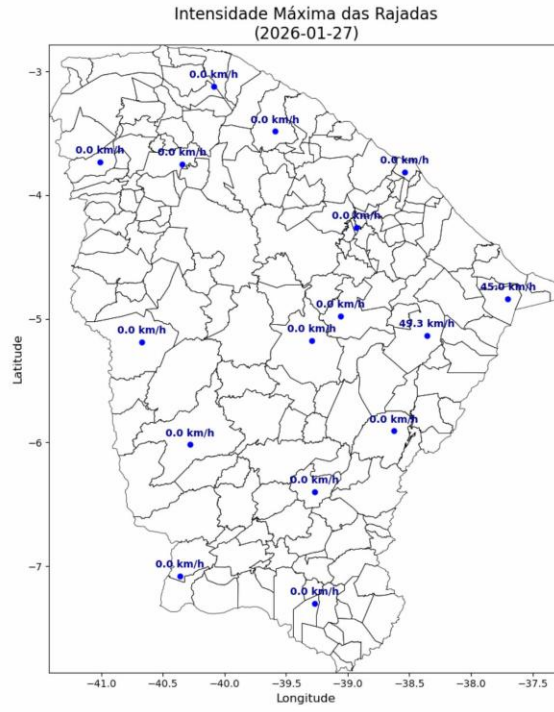 Intensidade Máxima das Rajadas
(2026-01-27)
0.0 km/h
0.0 km/h
0.0 km/h
0.0 km/h
0.0 km/h
0.0 km/h
45.0 km/h
0.0 km/h
49.3 km/h
0.0 km/h
0.0 km/h
0.0 km/h
0.0 km/h
0.0 km/h
0.0 km/h
0.0 km/h
−3
−4
−5
−6
−7
Latitude
−41.0
−40.5
−40.0
−39.5
−39.0
−38.5
−38.0
−37.5
Longitude